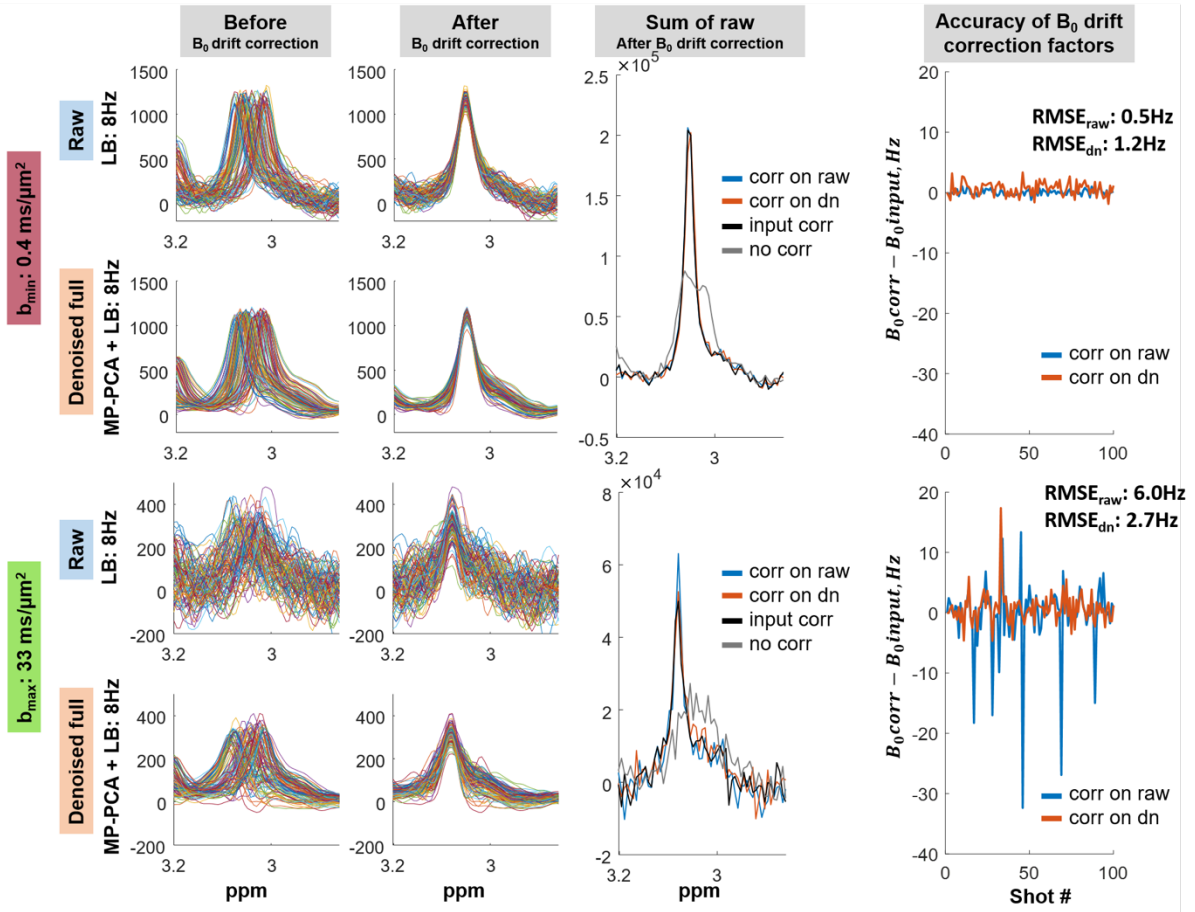 Before
B₀ drift correction
After
B₀ drift correction
Sum of raw
After B₀ drift correction
Accuracy of B₀ drift
correction factors
bmin: 0.4 ms/µm²
Raw
LB: 8Hz
1500
1000
500
0
3.2
3
1500
1000
500
0
3.2
3
Denoised full
MP-PCA + LB: 8Hz
1500
1000
500
0
3.2
3
1500
1000
500
0
3.2
3
×10⁵
2.5
2
1.5
1
0.5
0
-0.5
3.2
3
corr on raw
corr on dn
input corr
no corr
B₀corr − B₀input, Hz
20
10
0
-10
-20
-30
-40
0
50
100
RMSEraw: 0.5Hz
RMSEdn: 1.2Hz
corr on raw
corr on dn
bmax: 33 ms/µm²
Raw
LB: 8Hz
400
200
0
-200
3.2
3
400
200
0
-200
3.2
3
Denoised full
MP-PCA + LB: 8Hz
400
200
0
-200
3.2
3
ppm
400
200
0
-200
3.2
3
ppm
×10⁴
8
6
4
2
0
-2
3.2
3
ppm
corr on raw
corr on dn
input corr
no corr
B₀corr − B₀input, Hz
20
10
0
-10
-20
-30
-40
0
50
100
Shot #
RMSEraw: 6.0Hz
RMSEdn: 2.7Hz
corr on raw
corr on dn